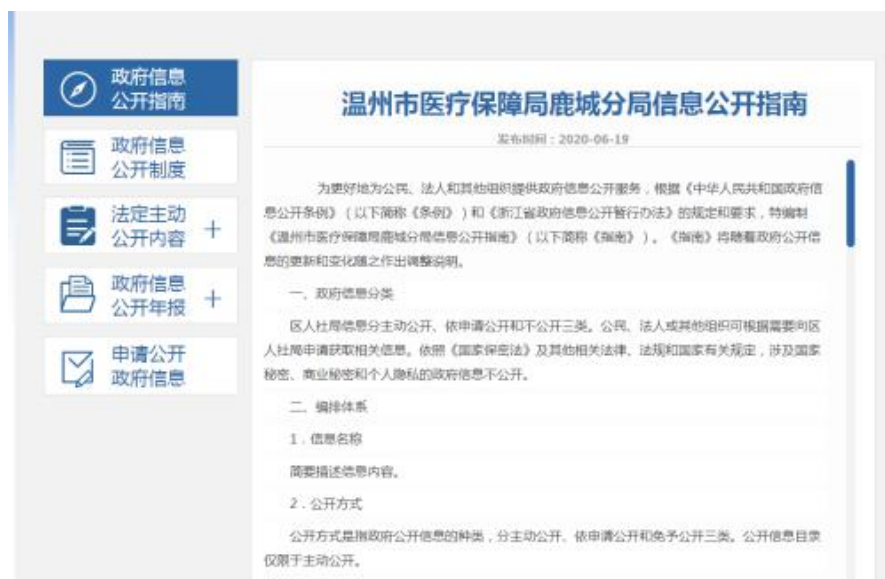 政府信息
公开指南
政府信息
公开制度
法定主动
公开内容 +
政府信息
公开年报 +
申请公开
政府信息
温州市医疗保障局鹿城分局信息公开指南
发布时间：2020-06-19
为更好地为公民、法人和其他组织提供政府信息公开服务，根据《中华人民共和国政府信
息公开条例》（以下简称《条例》）和《浙江省政府信息公开暂行办法》的规定和要求，特编制
《温州市医疗保障局鹿城分局信息公开指南》（以下简称《指南》）。《指南》将随着政府公开信
息的更新和变化随之作出调整说明。
一、政府信息分类
区人社局信息分主动公开、依申请公开和不公开三类。公民、法人或其他组织可根据需要向区
人社局申请获取相关信息。依照《国家保密法》及其他相关法律、法规和国家有关规定，涉及国家
秘密、商业秘密和个人隐私的政府信息不公开。
二、编排体系
1．信息名称
简要描述信息内容。
2．公开方式
公开方式是指政府公开信息的种类，分主动公开、依申请公开和免予公开三类。公开信息目录
仅限于主动公开。